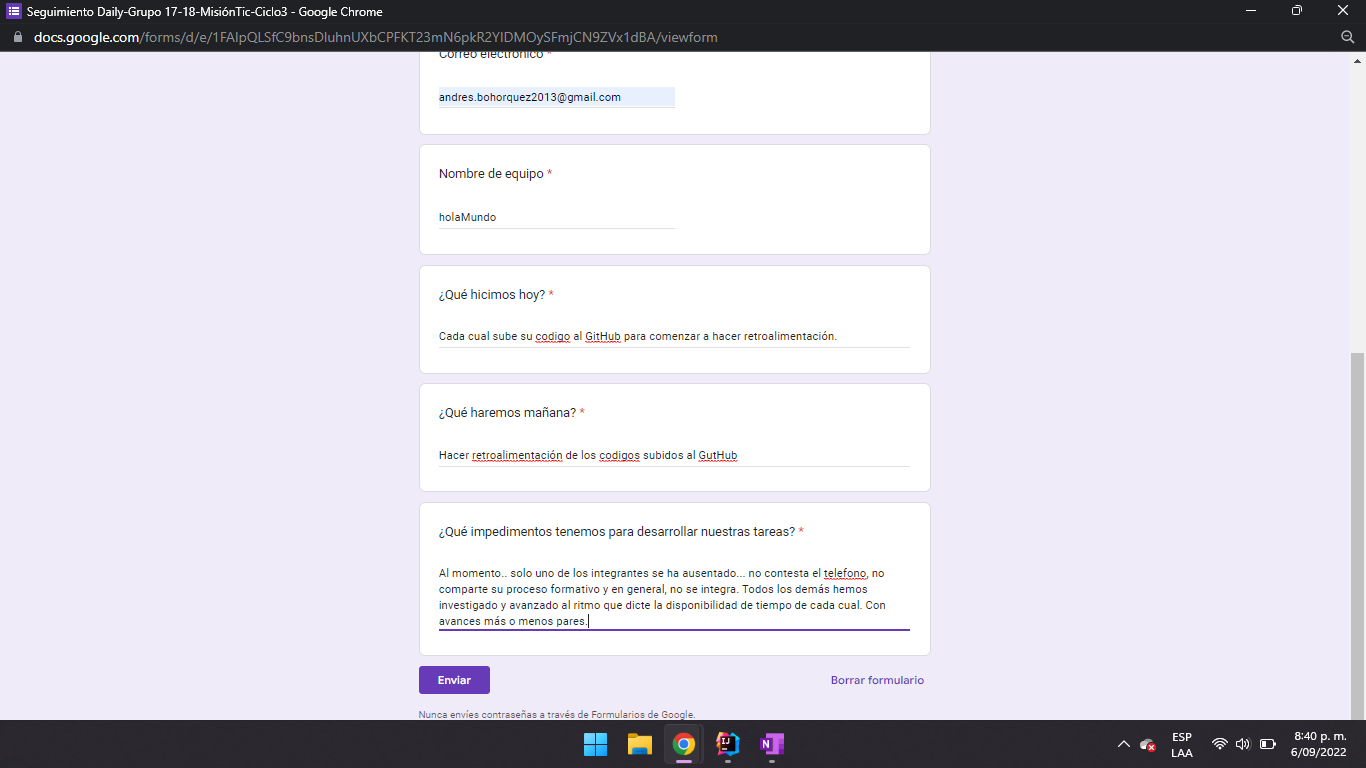 Seguimiento Daily-Grupo 17-18-MisiónTic-Ciclo3 - Google Chrome
docs.google.com/forms/d/e/1FAIpQLSfC9bnsDIuhnUXbCPFKT23mN6pkR2YIDMOySFmjCN9ZVx1dBA/viewform
Correo electrónico *
andres.bohorquez2013@gmail.com
Nombre de equipo *
holaMundo
¿Qué hicimos hoy? *
Cada cual sube su codigo al GitHub para comenzar a hacer retroalimentación.
¿Qué haremos mañana? *
Hacer retroalimentación de los codigos subidos al GutHub
¿Qué impedimentos tenemos para desarrollar nuestras tareas? *
Al momento.. solo uno de los integrantes se ha ausentado... no contesta el telefono, no
comparte su proceso formativo y en general, no se integra. Todos los demás hemos
investigado y avanzado al ritmo que dicte la disponibilidad de tiempo de cada cual. Con
avances más o menos pares.
Enviar
Borrar formulario
Nunca envíes contraseñas a través de Formularios de Google.
ESP
LAA
8:40 p. m.
6/09/2022